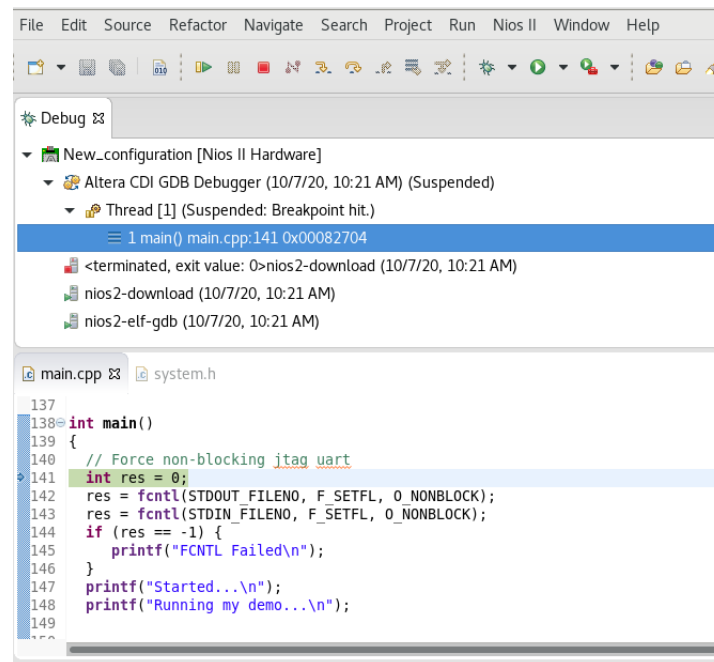 File Edit Source Refactor Navigate Search Project Run Nios II Window Help
010
Debug
New_configuration [Nios II Hardware]
Altera CDI GDB Debugger (10/7/20, 10:21 AM) (Suspended)
Thread [1] (Suspended: Breakpoint hit.)
1 main() main.cpp:141 0x00082704
<terminated, exit value: 0>nios2-download (10/7/20, 10:21 AM)
nios2-download (10/7/20, 10:21 AM)
nios2-elf-gdb (10/7/20, 10:21 AM)
.c main.cpp .c system.h
137
138 int main()
139 {
140 // Force non-blocking jtag uart
141 int res = 0;
142 res = fcntl(STDOUT_FILENO, F_SETFL, O_NONBLOCK);
143 res = fcntl(STDIN_FILENO, F_SETFL, O_NONBLOCK);
144 if (res == -1) {
145 printf("FCNTL Failed\n");
146 }
147 printf("Started...\n");
148 printf("Running my demo...\n");
149